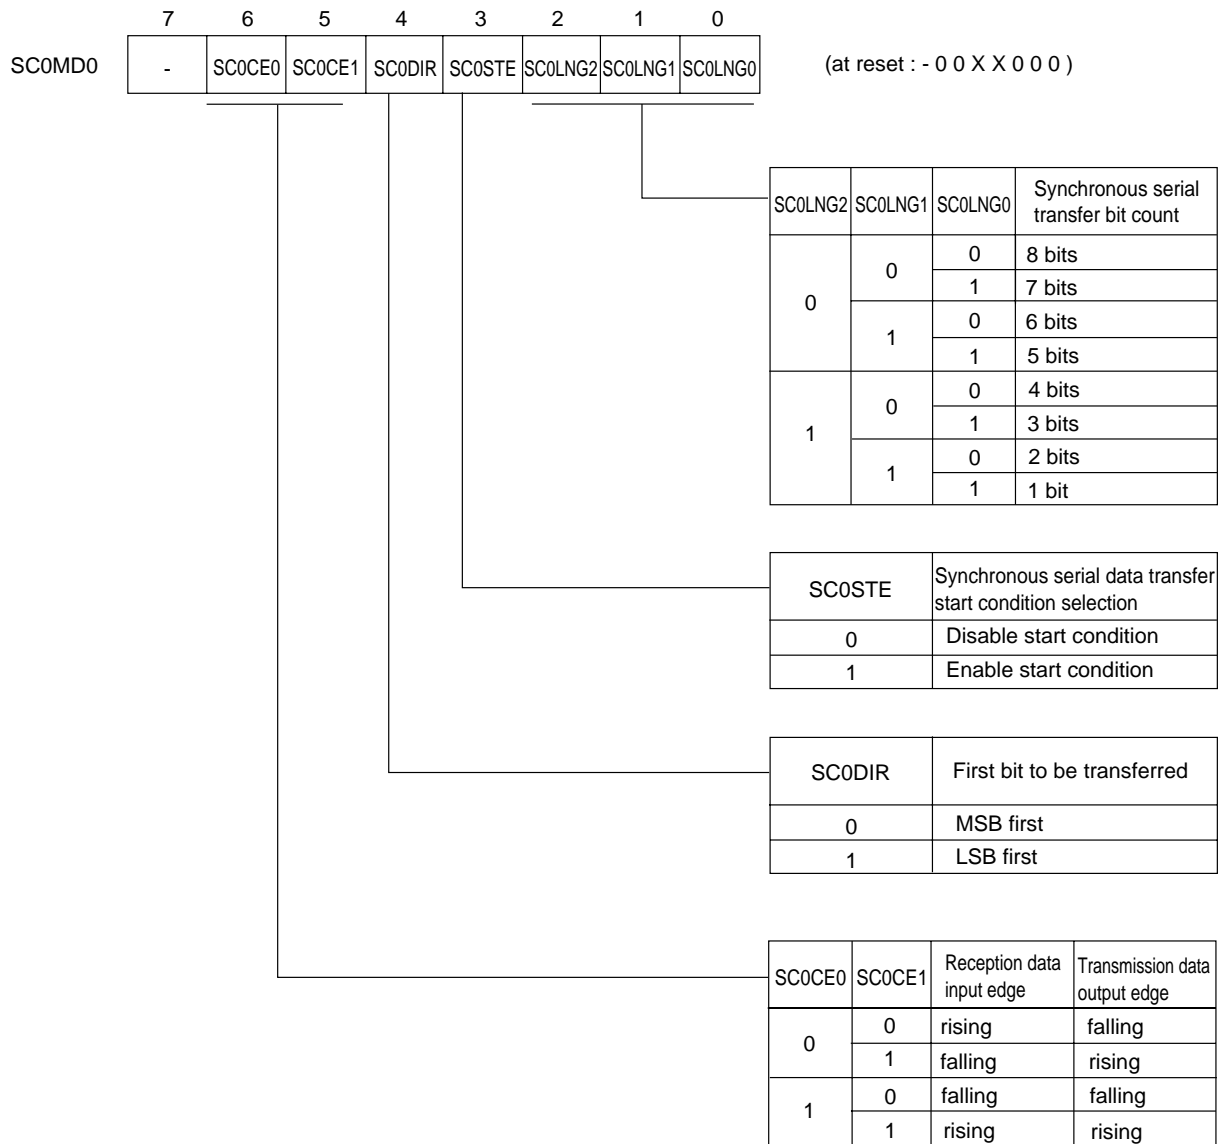 7 6 5 4 3 2 1 0
SC0MD0 - SC0CE0 SC0CE1 SC0DIR SC0STE SC0LNG2 SC0LNG1 SC0LNG0 (at reset : - 0 0 X X 0 0 0 )
SC0LNG2 SC0LNG1 SC0LNG0 Synchronous serial
transfer bit count
0 0 0 8 bits
1 7 bits
1 0 6 bits
1 5 bits
1 0 0 4 bits
1 3 bits
1 0 2 bits
1 1 bit
SC0STE Synchronous serial data transfer
start condition selection
0 Disable start condition
1 Enable start condition
SC0DIR First bit to be transferred
0 MSB first
1 LSB first
SC0CE0 SC0CE1 Reception data Transmission data
input edge output edge
0 0 rising falling
1 falling rising
1 0 falling falling
1 rising rising